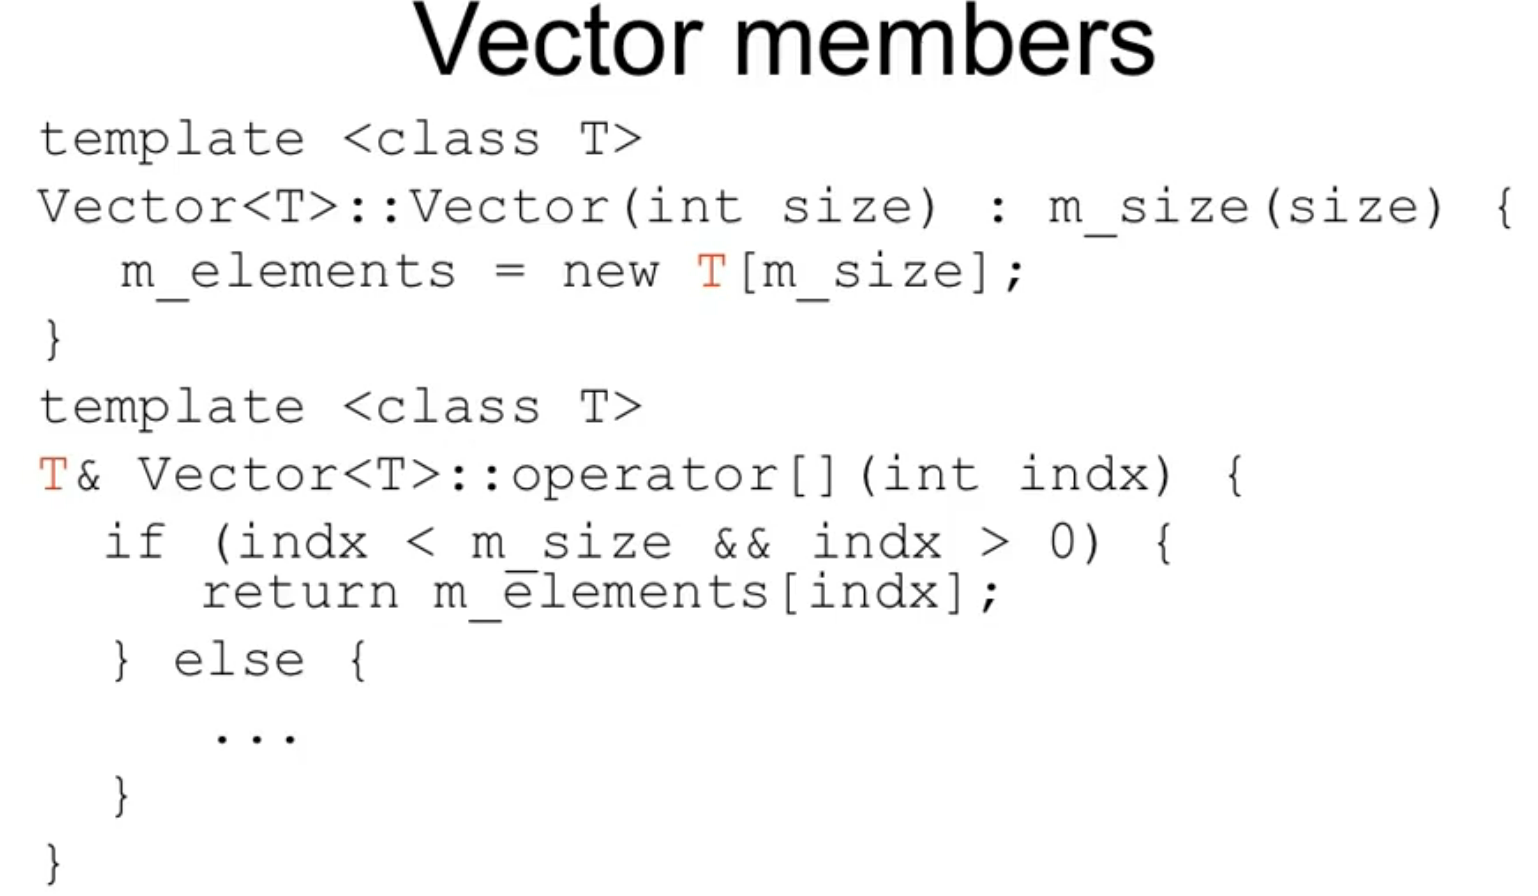 Vector members
template <class T>
Vector<T>::Vector(int size) : m_size(size) {
m_elements = new T[m_size];
}
template <class T>
T& Vector<T>::operator[](int indx) {
if (indx < m_size && indx > 0) {
return m_elements[indx];
} else {
...
}
}